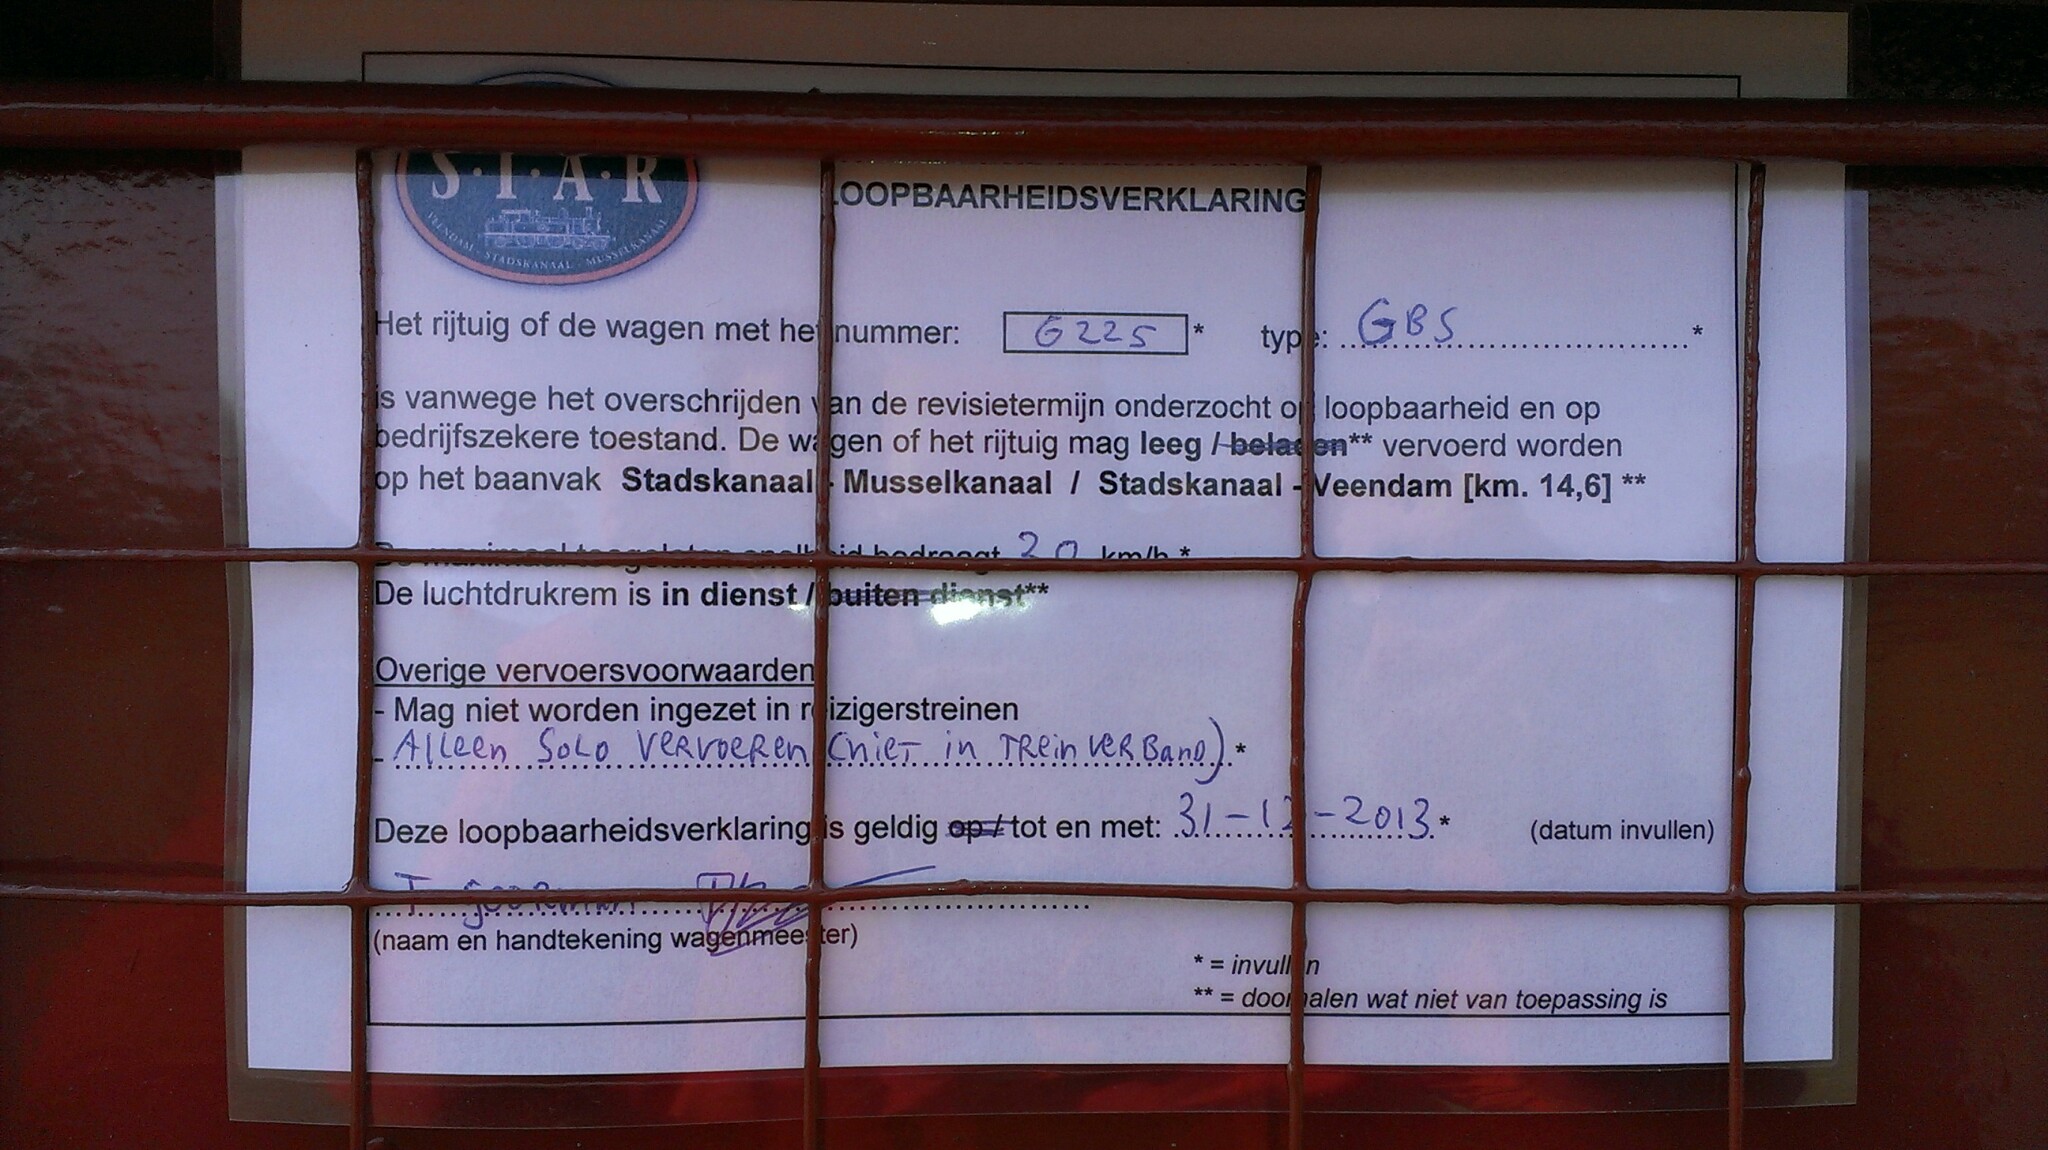 S·T·A·R
VEENDAM - STADSKANAAL - MUSSELKANAAL
LOOPBAARHEIDSVERKLARING
Het rijtuig of de wagen met het nummer: G225 * type: GBS *
is vanwege het overschrijden van de revisietermijn onderzocht op loopbaarheid en op
bedrijfszekere toestand. De wagen of het rijtuig mag leeg / beladen** vervoerd worden
op het baanvak Stadskanaal - Musselkanaal / Stadskanaal - Veendam [km. 14,6] **
De maximaal toegelaten snelheid bedraagt 20 km/h *
De luchtdrukrem is in dienst / buiten dienst**
Overige vervoersvoorwaarden
- Mag niet worden ingezet in reizigerstreinen
- Alleen solo vervoeren (niet in treinverband) *
Deze loopbaarheidsverklaring is geldig op / tot en met: 31-12-2013 * (datum invullen)
(naam en handtekening wagenmeester)
* = invullen
** = doorhalen wat niet van toepassing is